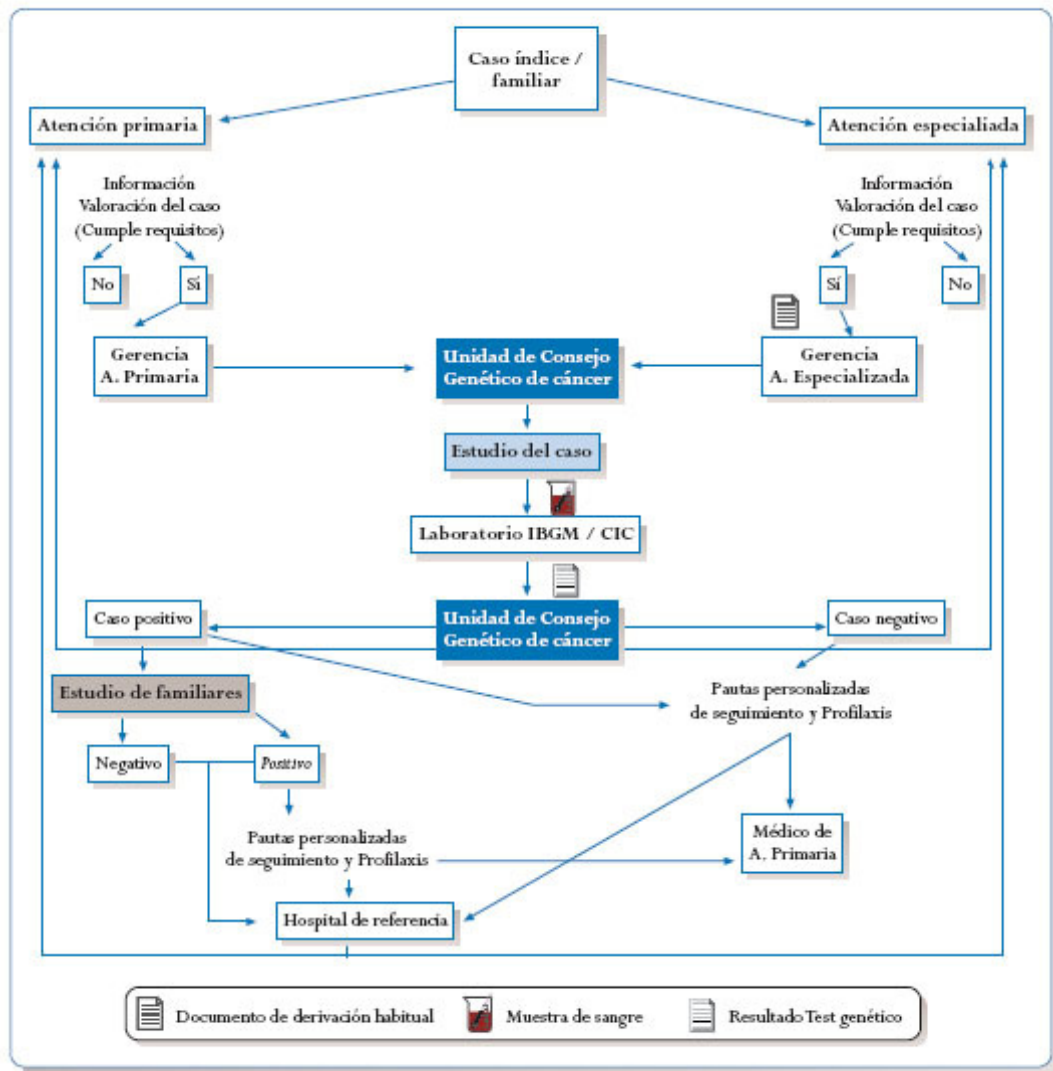 Caso índice /
familiar
Atención primaria
Atención especialiada
Información
Valoración del caso
(Cumple requisitos)
Información
Valoración del caso
(Cumple requisitos)
No
Sí
Sí
No
Gerencia
A. Primaria
Unidad de Consejo
Genético de cáncer
Gerencia
A. Especializada
Estudio del caso
Laboratorio IBGM / CIC
Caso positivo
Unidad de Consejo
Genético de cáncer
Caso negativo
Estudio de familiares
Pautas personalizadas
de seguimiento y Profilaxis
Negativo
Positivo
Pautas personalizadas
de seguimiento y Profilaxis
Médico de
A. Primaria
Hospital de referencia
Documento de derivación habitual
Muestra de sangre
Resultado Test genético